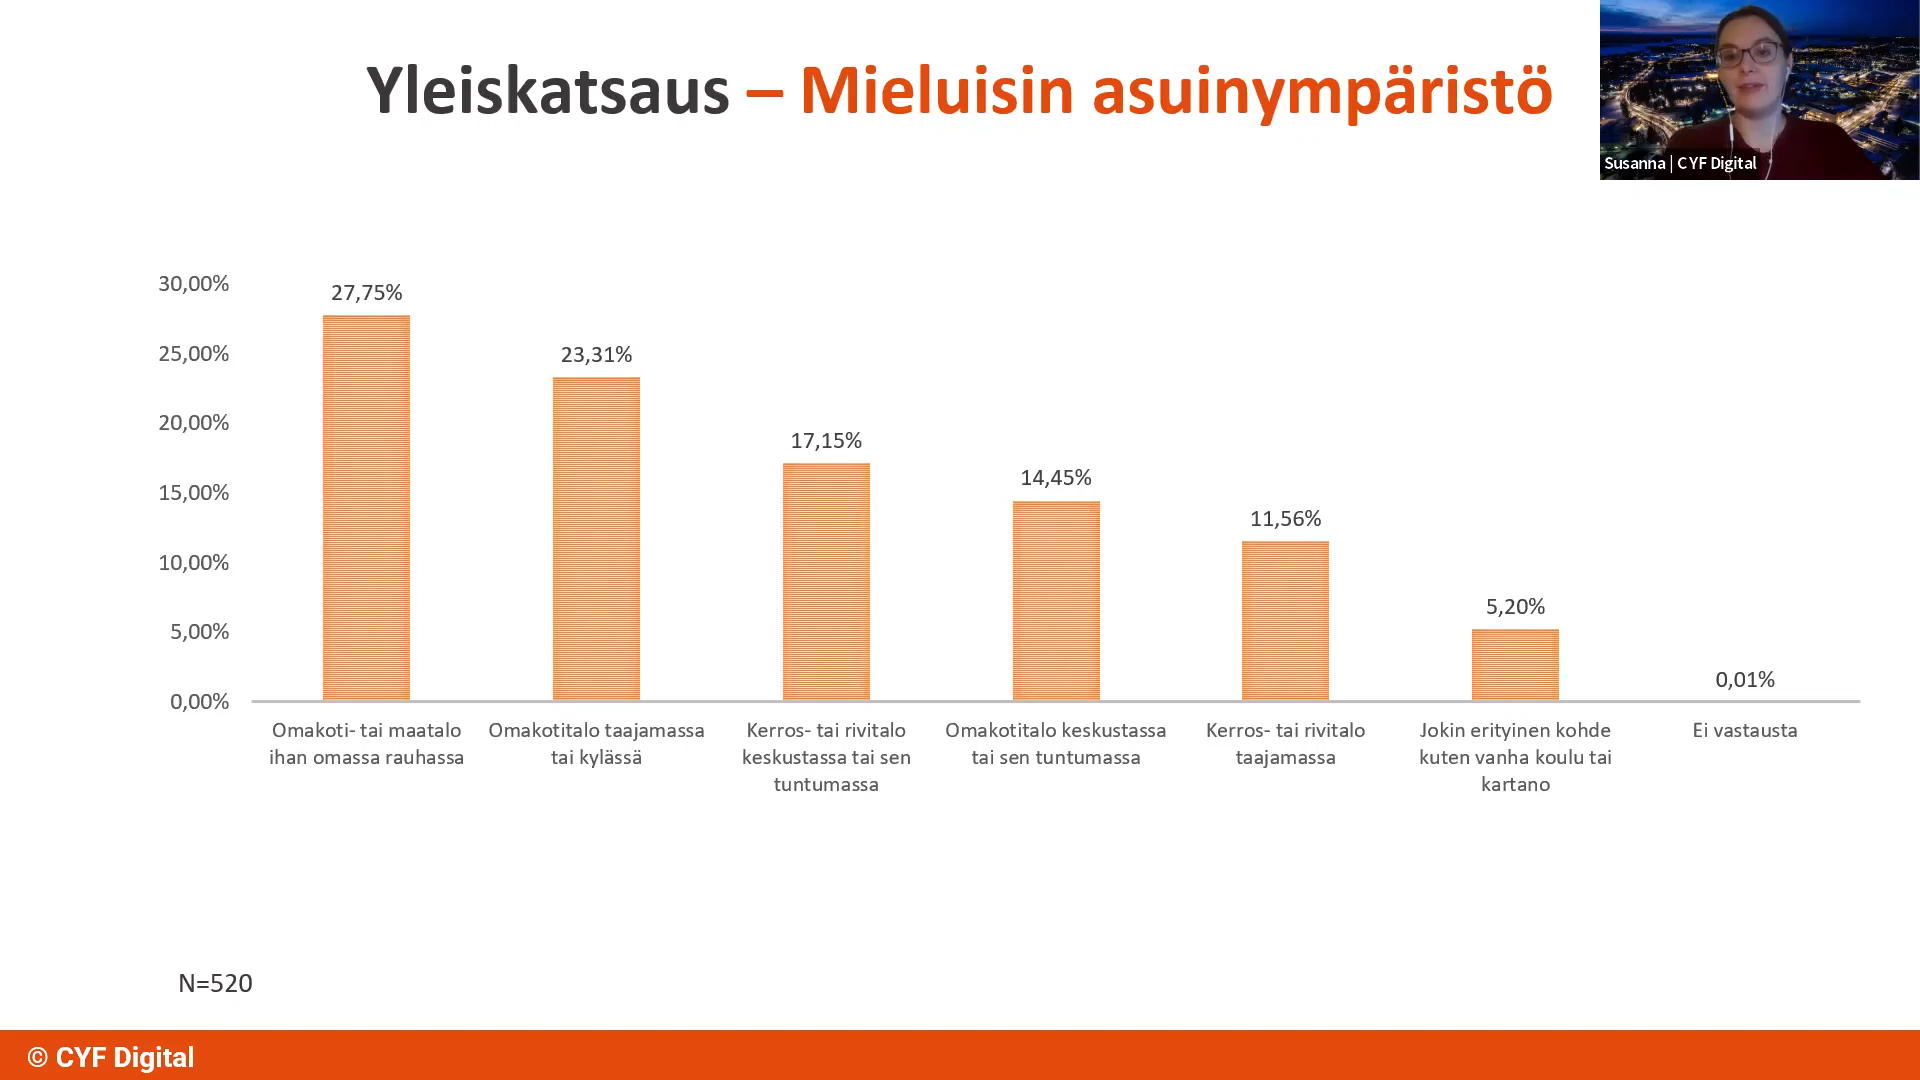 Yleiskatsaus – Mieluisin asuinympäristö
Susanna | CYF Digital
30,00%
25,00%
20,00%
15,00%
10,00%
5,00%
0,00%
27,75%
23,31%
17,15%
14,45%
11,56%
5,20%
0,01%
Omakoti- tai maatalo
ihan omassa rauhassa
Omakotitalo taajamassa
tai kylässä
Kerros- tai rivitalo
keskustassa tai sen
tuntumassa
Omakotitalo keskustassa
tai sen tuntumassa
Kerros- tai rivitalo
taajamassa
Jokin erityinen kohde
kuten vanha koulu tai
kartano
Ei vastausta
N=520
© CYF Digital